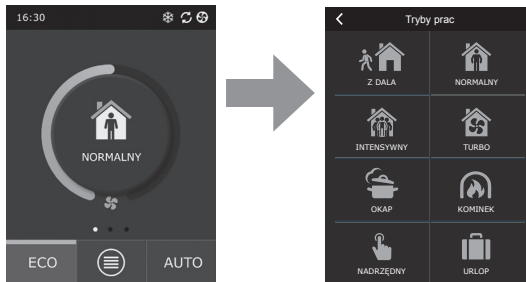 16:30
NORMALNY
ECO
AUTO
Tryby prac
Z DALA
NORMALNY
INTENSYWNY
TURBO
OKAP
KOMINEK
NADRZĘDNY
URLOP